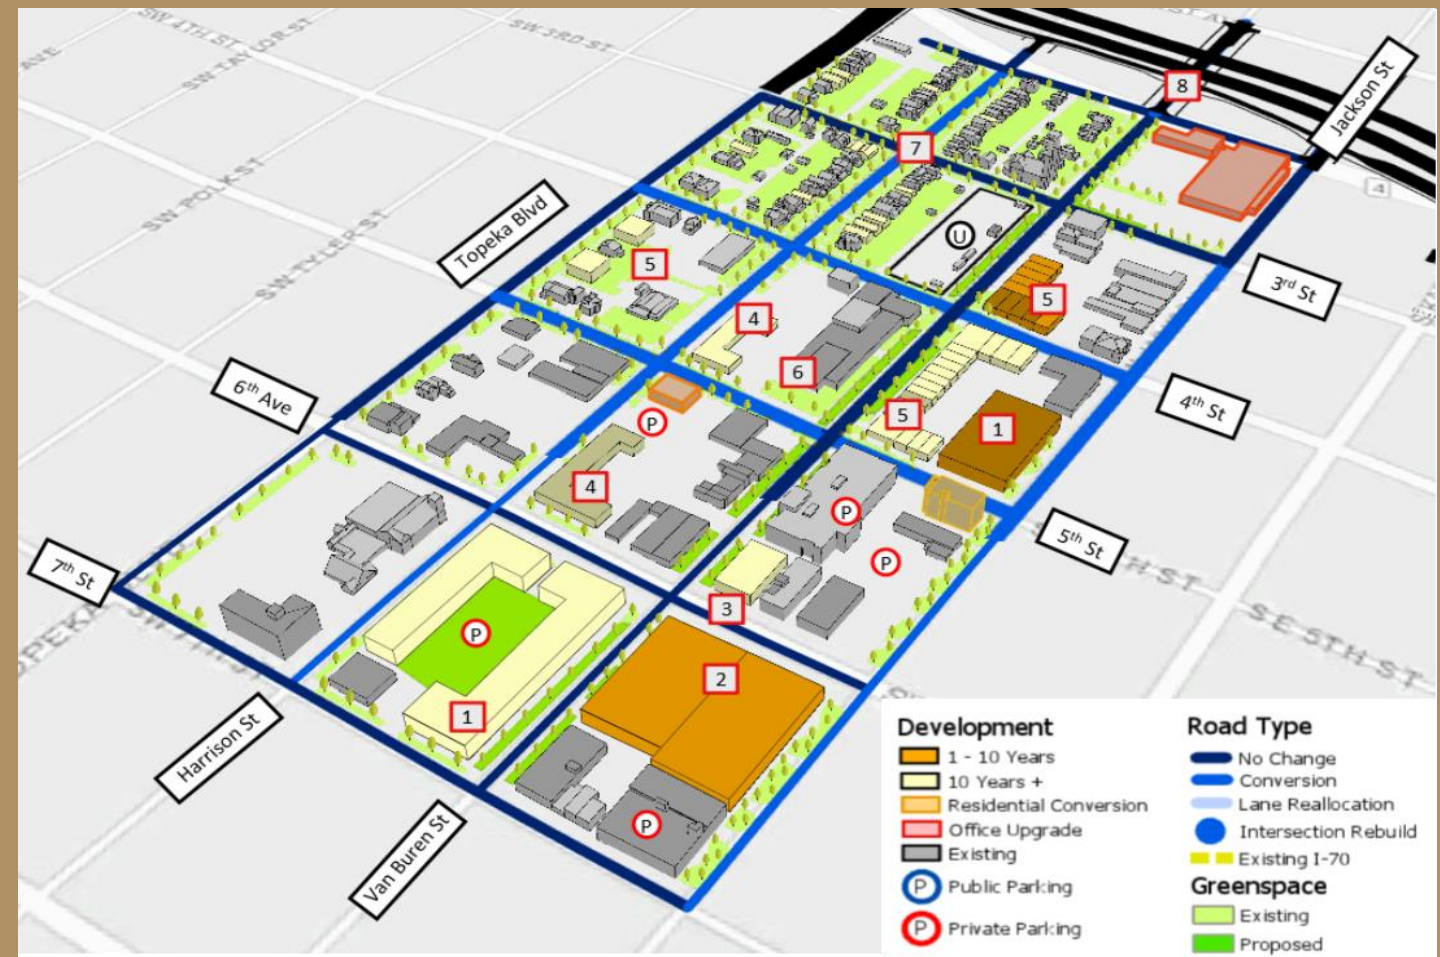 SW 4TH ST
SW TAYLOR ST
SW 3RD ST
AVE
SW POLK ST
SW TYLER ST
8
Jackson St
4
7
Topeka Blvd
U
3rd St
5
5
4
6
4th St
6th Ave
P
5
1
4
P
5th St
P
SE 5TH ST
7th St
3
P
2
1
Harrison St
Van Buren St
P
Development
1 - 10 Years
10 Years +
Residential Conversion
Office Upgrade
Existing
P Public Parking
P Private Parking
Road Type
No Change
Conversion
Lane Reallocation
Intersection Rebuild
Existing I-70
Greenspace
Existing
Proposed